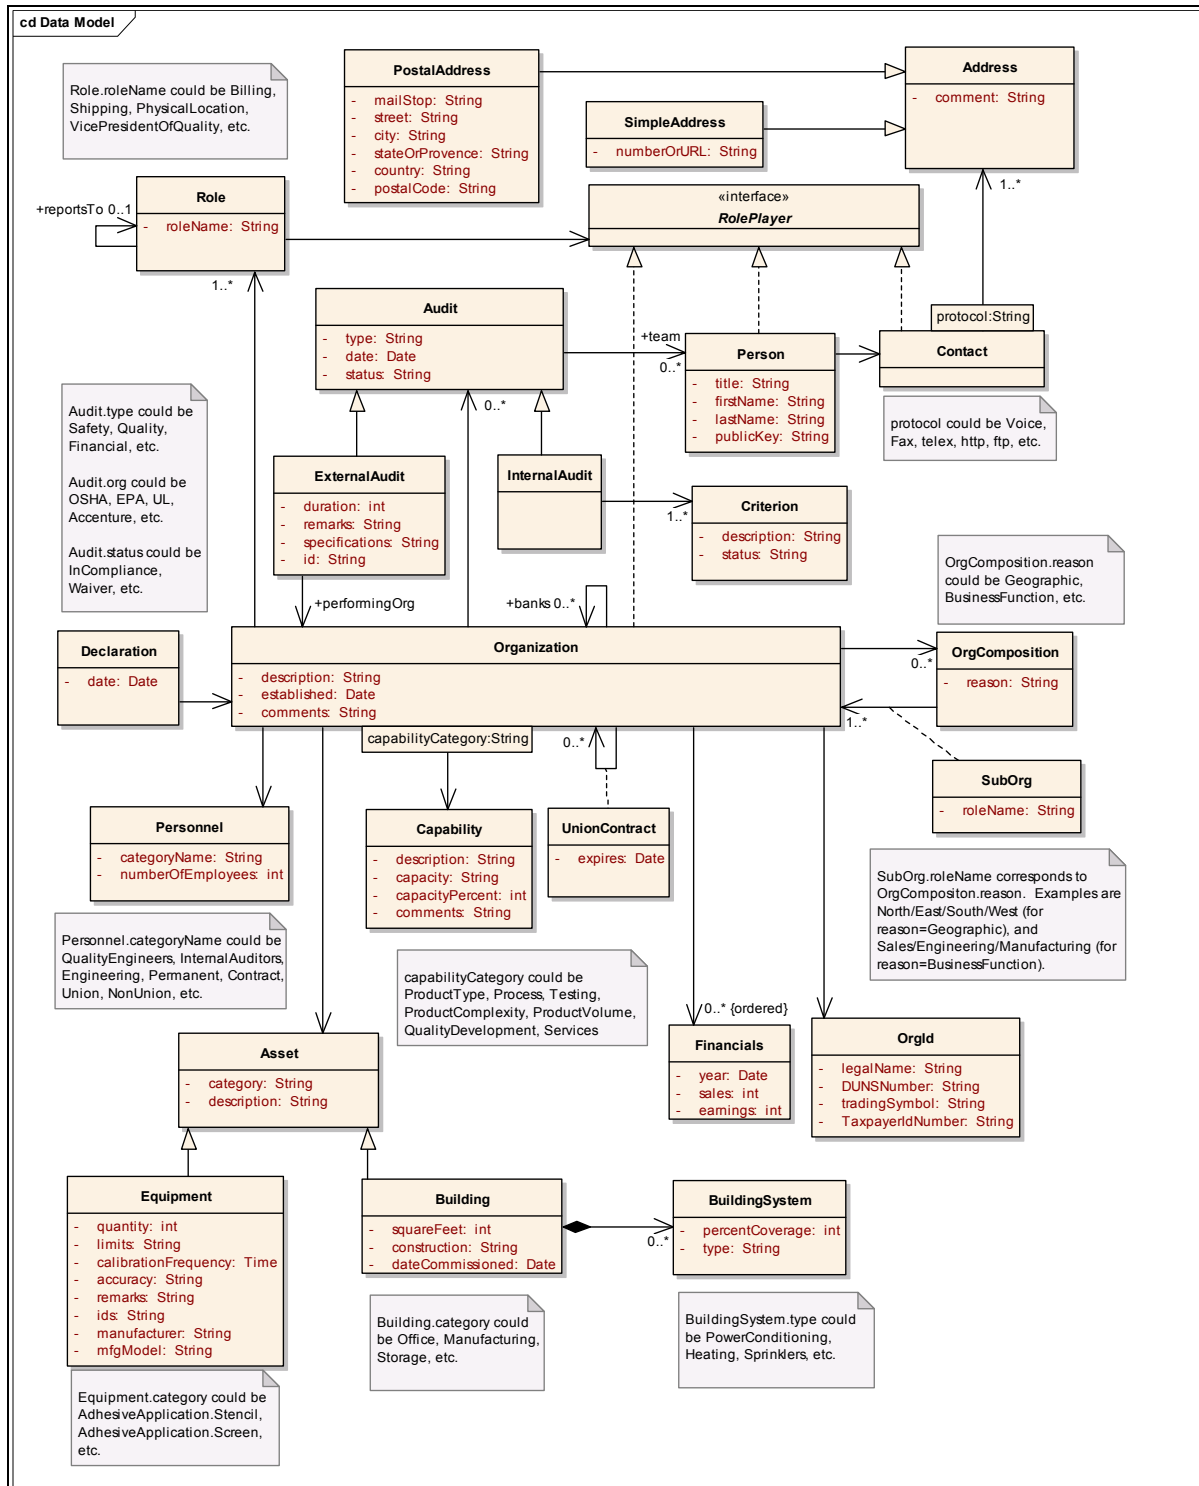 cd Data Model
Role.roleName could be Billing,
Shipping, PhysicalLocation,
VicePresidentOfQuality, etc.
PostalAddress
- mailStop: String
- street: String
- city: String
- stateOrProvence: String
- country: String
- postalCode: String
SimpleAddress
- numberOrURL: String
Address
- comment: String
1..*
Role
- roleName: String
+reportsTo 0..1
1..*
«interface»
RolePlayer
Audit
- type: String
- date: Date
- status: String
0..*
+team
0..*
Person
- title: String
- firstName: String
- lastName: String
- publicKey: String
protocol:String
Contact
protocol could be Voice,
Fax, telex, http, ftp, etc.
Audit.type could be
Safety, Quality,
Financial, etc.
Audit.org could be
OSHA, EPA, UL,
Accenture, etc.
Audit.status could be
InCompliance,
Waiver, etc.
ExternalAudit
- duration: int
- remarks: String
- specifications: String
- id: String
+performingOrg
InternalAudit
1..*
Criterion
- description: String
- status: String
OrgComposition.reason
could be Geographic,
BusinessFunction, etc.
+banks 0..*
Declaration
- date: Date
Organization
- description: String
- established: Date
- comments: String
capabilityCategory:String
0..*
0..*
OrgComposition
- reason: String
1..*
SubOrg
- roleName: String
Personnel
- categoryName: String
- numberOfEmployees: int
Capability
- description: String
- capacity: String
- capacityPercent: int
- comments: String
UnionContract
- expires: Date
SubOrg.roleName corresponds to
OrgCompositon.reason. Examples are
North/East/South/West (for
reason=Geographic), and
Sales/Engineering/Manufacturing (for
reason=BusinessFunction).
Personnel.categoryName could be
QualityEngineers, InternalAuditors,
Engineering, Permanent, Contract,
Union, NonUnion, etc.
capabilityCategory could be
ProductType, Process, Testing,
ProductComplexity, ProductVolume,
QualityDevelopment, Services
0..* {ordered}
Asset
- category: String
- description: String
Financials
- year: Date
- sales: int
- earnings: int
OrgId
- legalName: String
- DUNSNumber: String
- tradingSymbol: String
- TaxpayerIdNumber: String
Equipment
- quantity: int
- limits: String
- calibrationFrequency: Time
- accuracy: String
- remarks: String
- ids: String
- manufacturer: String
- mfgModel: String
Building
- squareFeet: int
- construction: String
- dateCommissioned: Date
0..*
BuildingSystem
- percentCoverage: int
- type: String
Building.category could
be Office, Manufacturing,
Storage, etc.
BuildingSystem.type could
be PowerConditioning,
Heating, Sprinklers, etc.
Equipment.category could be
AdhesiveApplication.Stencil,
AdhesiveApplication.Screen,
etc.